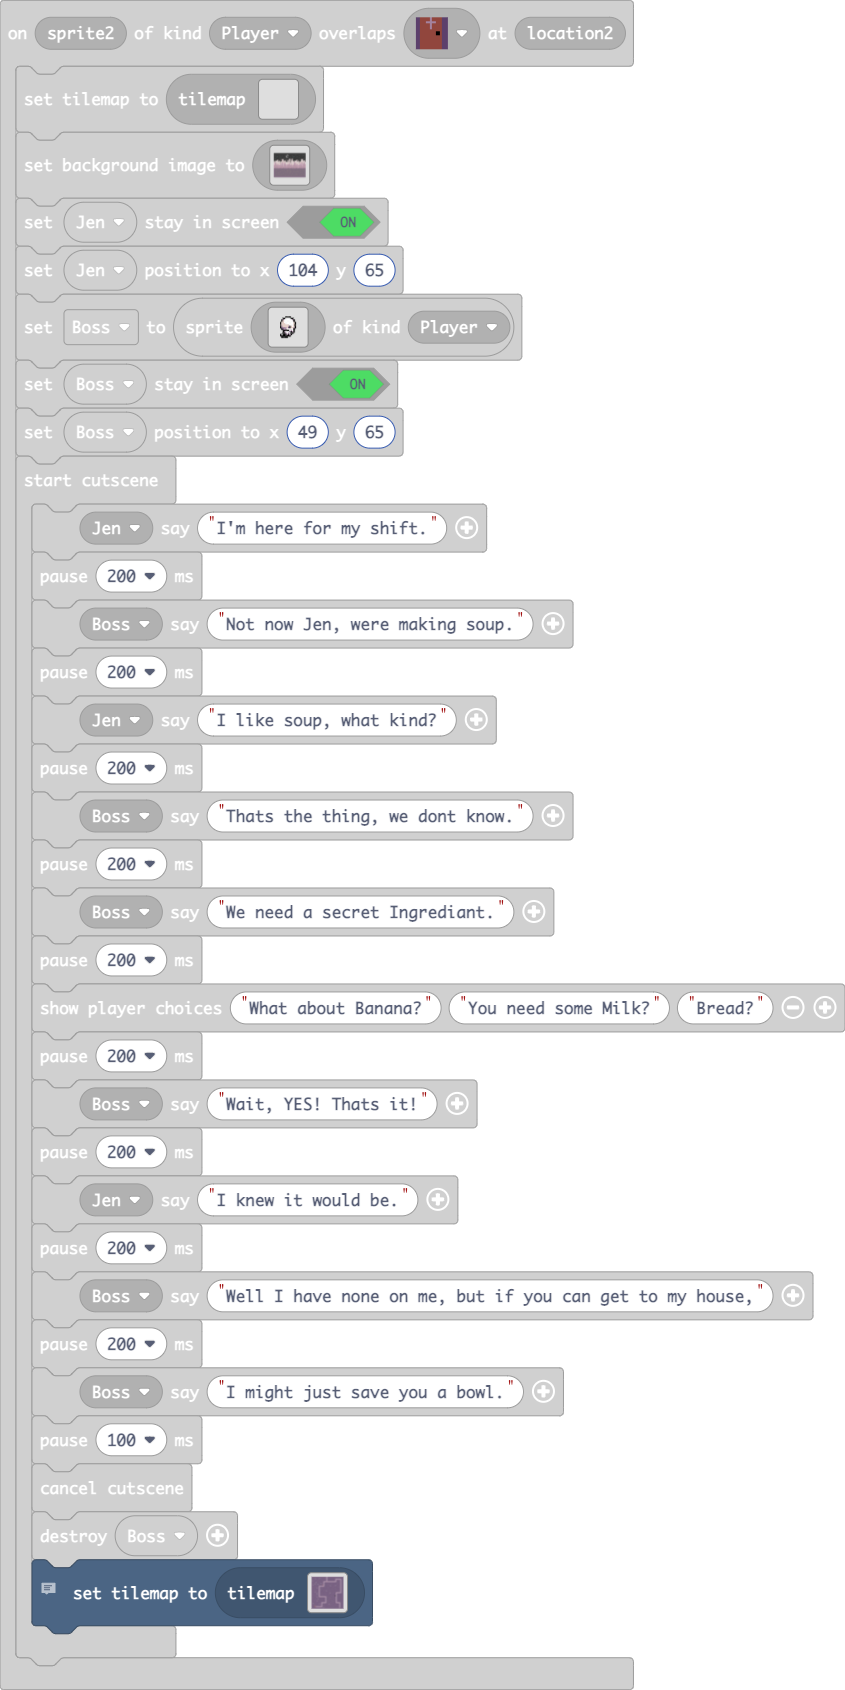 on sprite2 of kind Player overlaps at location2
set tilemap to tilemap
set background image to
set Jen stay in screen ON
set Jen position to x 104 y 65
set Boss to sprite of kind Player
set Boss stay in screen ON
set Boss position to x 49 y 65
start cutscene
Jen say "I'm here for my shift."
pause 200 ms
Boss say "Not now Jen, were making soup."
pause 200 ms
Jen say "I like soup, what kind?"
pause 200 ms
Boss say "Thats the thing, we dont know."
pause 200 ms
Boss say "We need a secret Ingrediant."
pause 200 ms
show player choices "What about Banana?" "You need some Milk?" "Bread?"
pause 200 ms
Boss say "Wait, YES! Thats it!"
pause 200 ms
Jen say "I knew it would be."
pause 200 ms
Boss say "Well I have none on me, but if you can get to my house,"
pause 200 ms
Boss say "I might just save you a bowl."
pause 100 ms
cancel cutscene
destroy Boss
set tilemap to tilemap